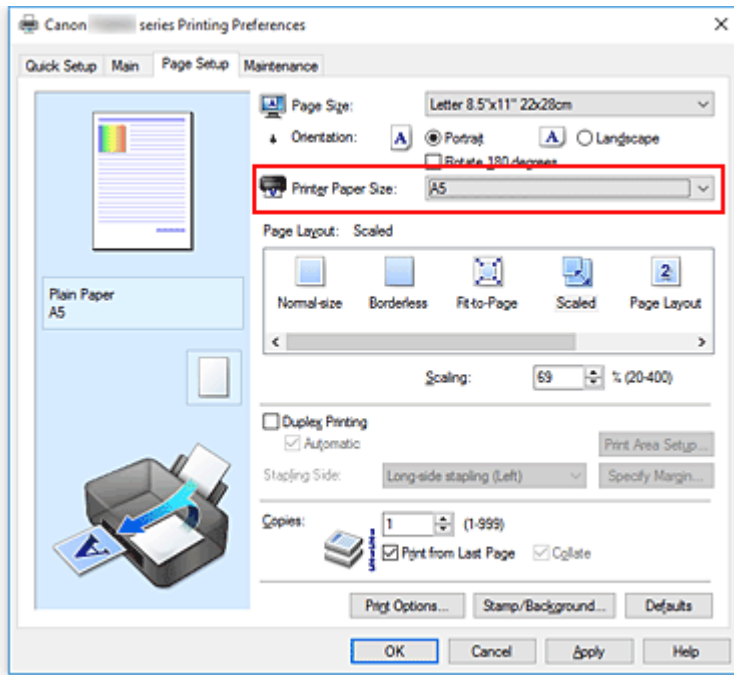 Canon series Printing Preferences
Quick Setup Main Page Setup Maintenance
Page Size: Letter 8.5"x11" 22x28cm
Orientation: A Portrait A Landscape
Rotate 180 degrees
Printer Paper Size: A5
Page Layout: Scaled
Normal-size Borderless Fit-to-Page Scaled Page Layout
Plain Paper
A5
Scaling: 69 % (20-400)
Duplex Printing
Automatic
Print Area Setup...
Stapling Side: Long-side stapling (Left) Specify Margin...
Copies: 1 (1-999)
Print from Last Page Collate
Print Options... Stamp/Background... Defaults
OK Cancel Apply Help